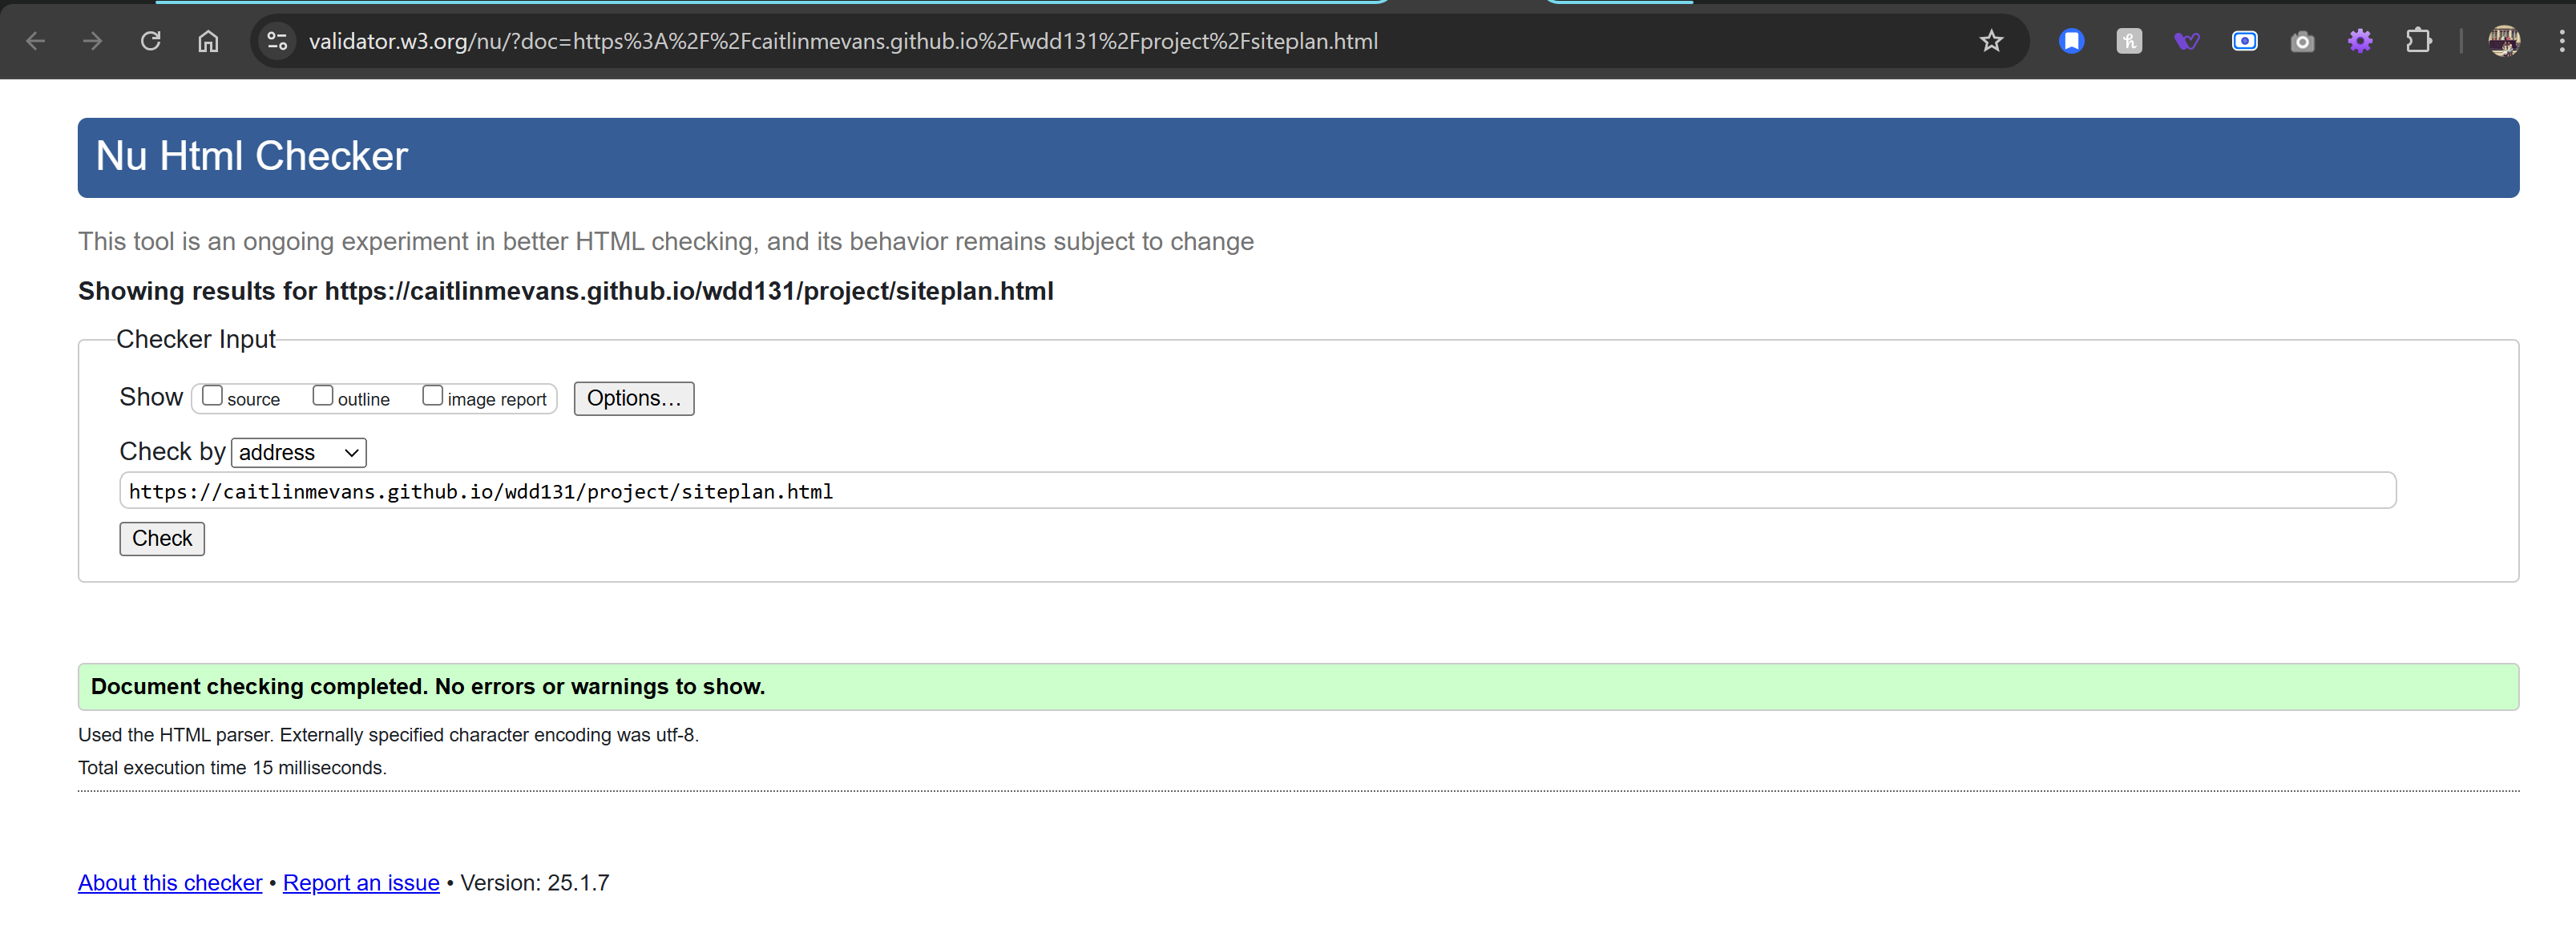 validator.w3.org/nu/?doc=https%3A%2F%2Fcaitlinmevans.github.io%2Fwdd131%2Fproject%2Fsiteplan.html
Nu Html Checker
This tool is an ongoing experiment in better HTML checking, and its behavior remains subject to change
Showing results for https://caitlinmevans.github.io/wdd131/project/siteplan.html
Checker Input
Show source outline image report Options...
Check by address
https://caitlinmevans.github.io/wdd131/project/siteplan.html
Check
Document checking completed. No errors or warnings to show.
Used the HTML parser. Externally specified character encoding was utf-8.
Total execution time 15 milliseconds.
About this checker • Report an issue • Version: 25.1.7